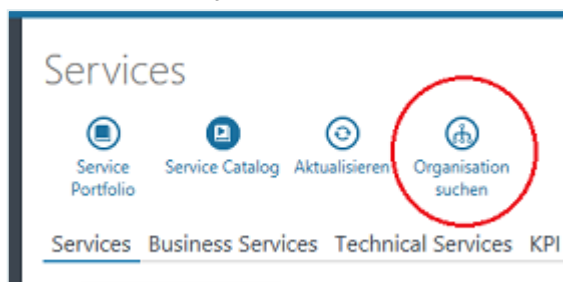 Services
Service Portfolio
Service Catalog
Aktualisieren
Organisation suchen
Services Business Services Technical Services KPI